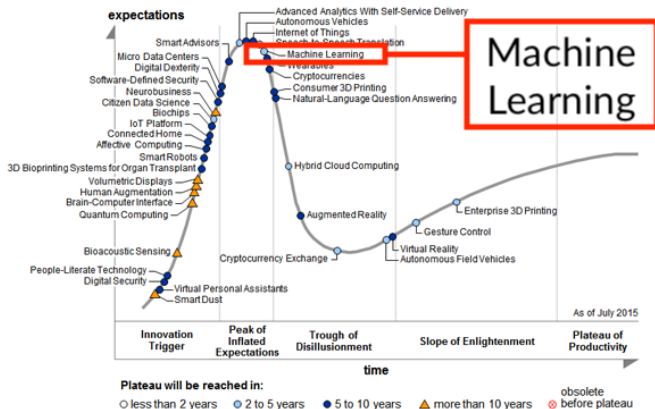 expectations
Advanced Analytics With Self-Service Delivery
Autonomous Vehicles
Internet of Things
Speech-to-Speech Translation
Machine Learning
Wearables
Cryptocurrencies
Consumer 3D Printing
Natural-Language Question Answering
Smart Advisors
Micro Data Centers
Digital Dexterity
Software-Defined Security
Neurobusiness
Citizen Data Science
Biochips
IoT Platform
Connected Home
Affective Computing
Smart Robots
3D Bioprinting Systems for Organ Transplant
Volumetric Displays
Human Augmentation
Brain-Computer Interface
Quantum Computing
Bioacoustic Sensing
People-Literate Technology
Digital Security
Virtual Personal Assistants
Smart Dust
Machine
Learning
Hybrid Cloud Computing
Augmented Reality
Cryptocurrency Exchange
Enterprise 3D Printing
Gesture Control
Virtual Reality
Autonomous Field Vehicles
As of July 2015
Innovation
Trigger
Peak of
Inflated
Expectations
Trough of
Disillusionment
Slope of Enlightenment
Plateau of
Productivity
time
Plateau will be reached in:
less than 2 years
2 to 5 years
5 to 10 years
more than 10 years
obsolete
before plateau